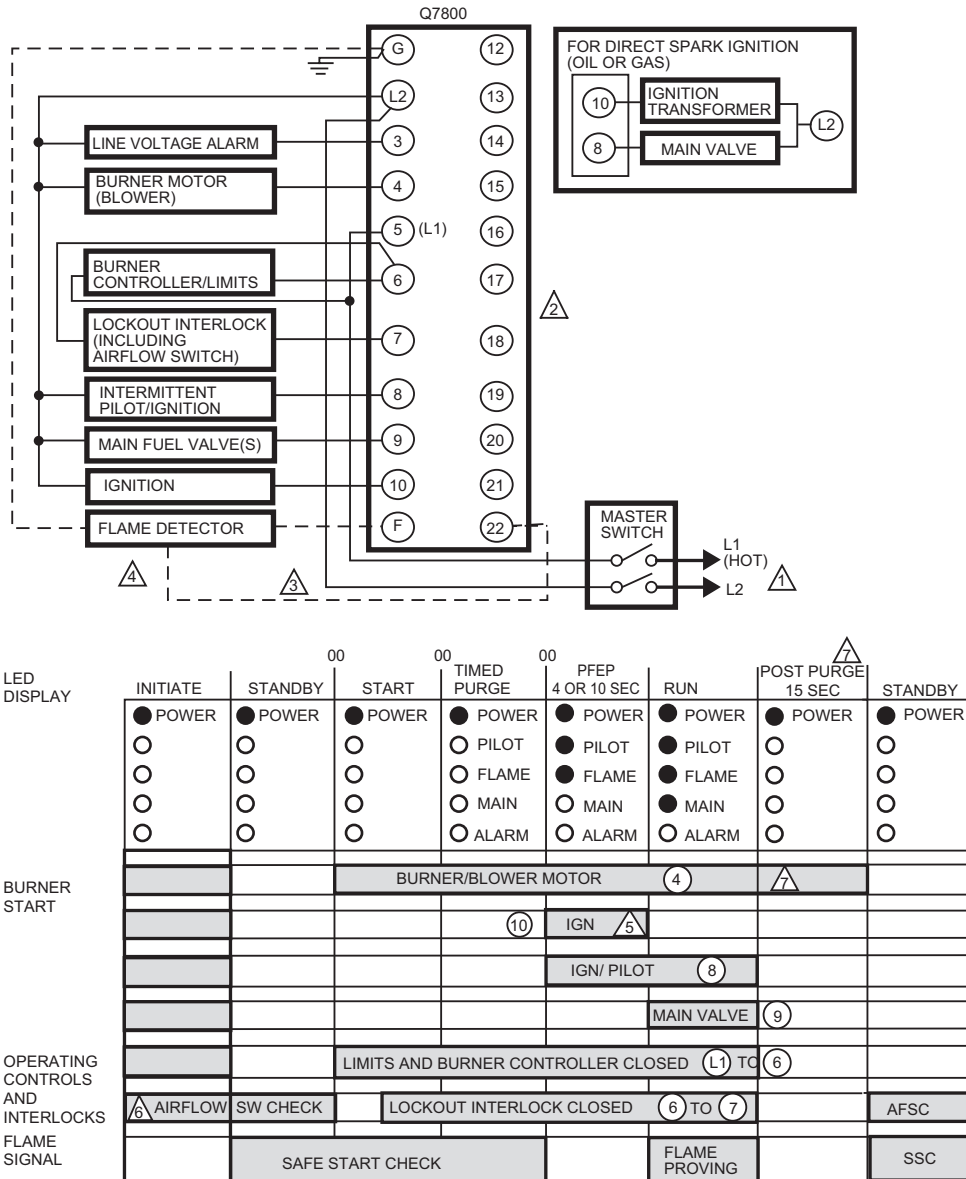 Q7800
G
12
L2
13
3
14
4
15
5
(L1)
16
6
17
7
18
8
19
9
20
10
21
F
22
LINE VOLTAGE ALARM
BURNER MOTOR
(BLOWER)
BURNER
CONTROLLER/LIMITS
LOCKOUT INTERLOCK
(INCLUDING
AIRFLOW SWITCH)
INTERMITTENT
PILOT/IGNITION
MAIN FUEL VALVE(S)
IGNITION
FLAME DETECTOR
4
3
2
FOR DIRECT SPARK IGNITION
(OIL OR GAS)
10
IGNITION
TRANSFORMER
8
MAIN VALVE
L2
MASTER
SWITCH
L1
(HOT)
L2
1
LED
DISPLAY
00
00
00
7
INITIATE
STANDBY
START
TIMED
PURGE
PFEP
4 OR 10 SEC
RUN
POST PURGE
15 SEC
STANDBY
POWER POWER POWER POWER POWER POWER POWER POWER
PILOT PILOT PILOT
FLAME FLAME FLAME
MAIN MAIN MAIN
ALARM ALARM ALARM
BURNER
START
BURNER/BLOWER MOTOR 4 7
10 IGN 5
IGN/ PILOT 8
MAIN VALVE 9
OPERATING
CONTROLS
AND
INTERLOCKS
LIMITS AND BURNER CONTROLLER CLOSED L1 TO 6
6 AIRFLOW SW CHECK LOCKOUT INTERLOCK CLOSED 6 TO 7 AFSC
FLAME
SIGNAL
SAFE START CHECK
FLAME
PROVING
SSC